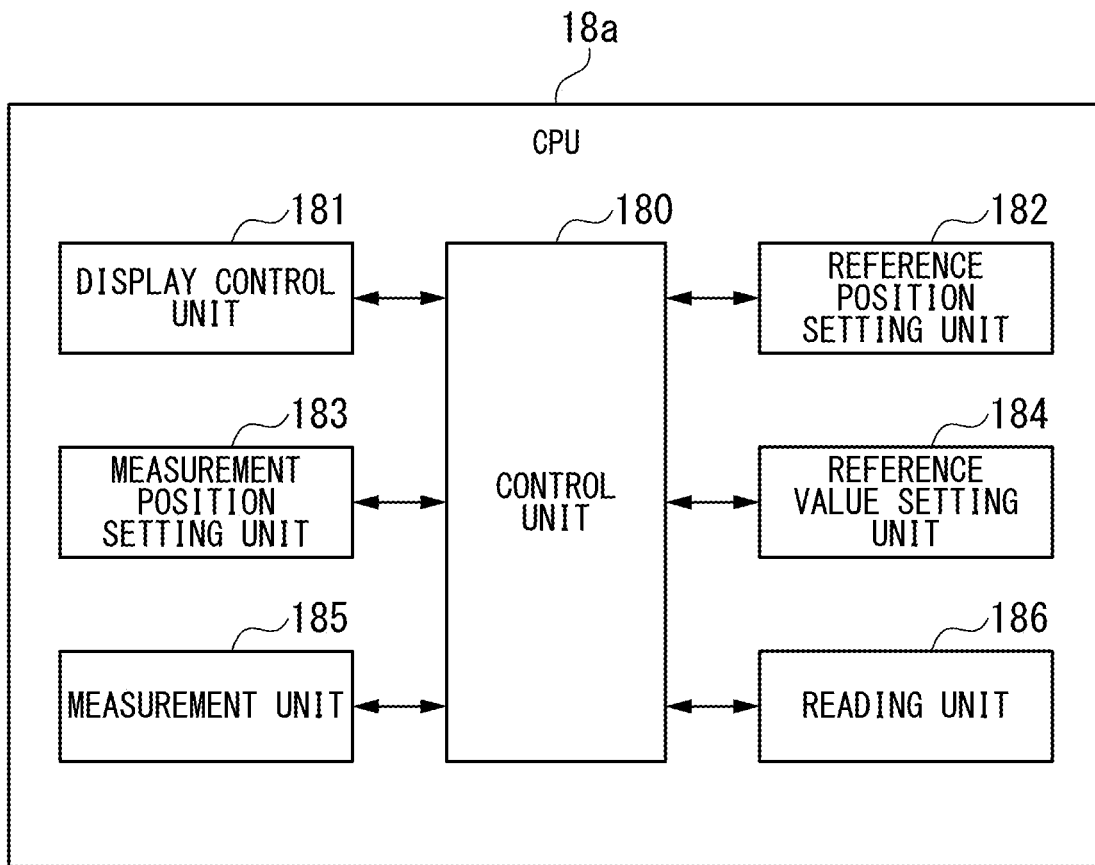 18a
CPU
181
180
182
DISPLAY CONTROL
UNIT
REFERENCE
POSITION
SETTING UNIT
183
184
MEASUREMENT
POSITION
SETTING UNIT
CONTROL
UNIT
REFERENCE
VALUE SETTING
UNIT
185
186
MEASUREMENT UNIT
READING UNIT